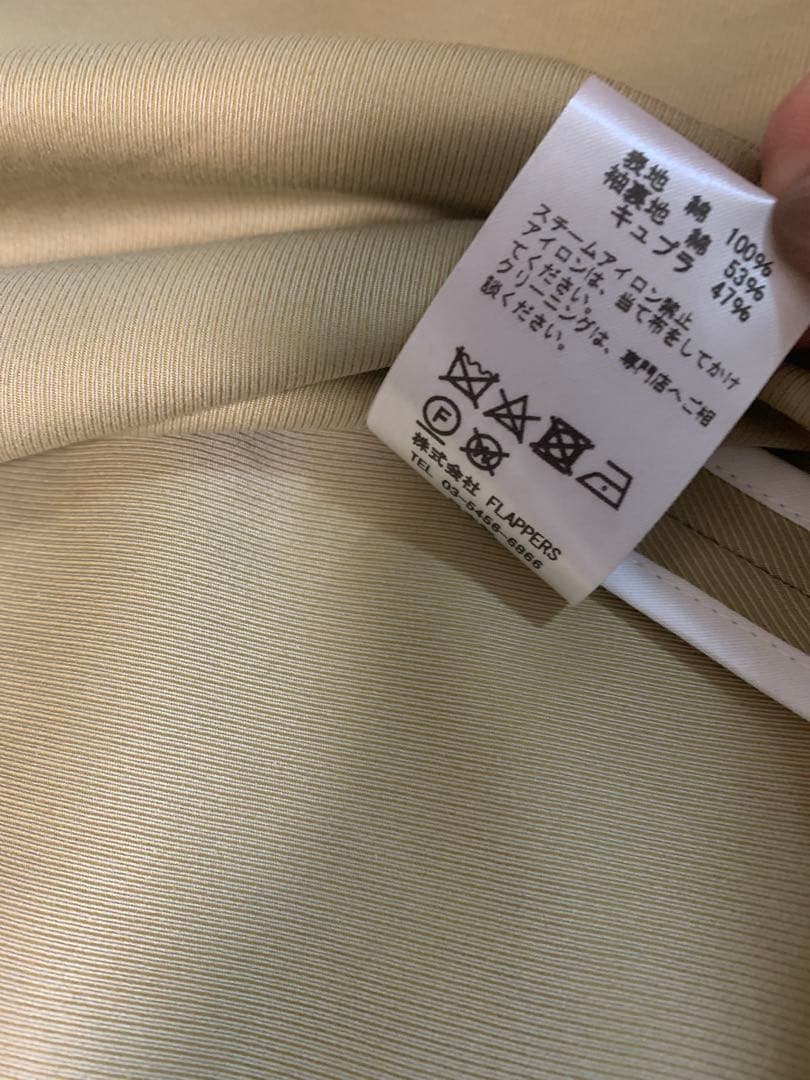 表地 綿 100%
袖裏地 綿 53%
キュプラ 47%
スチームアイロン禁止
アイロンは、当て布をしてかけ
てください。
クリーニングは、専門店へご相
談ください。
F W
株式会社 FLAPPERS
TEL 03-5456-6866